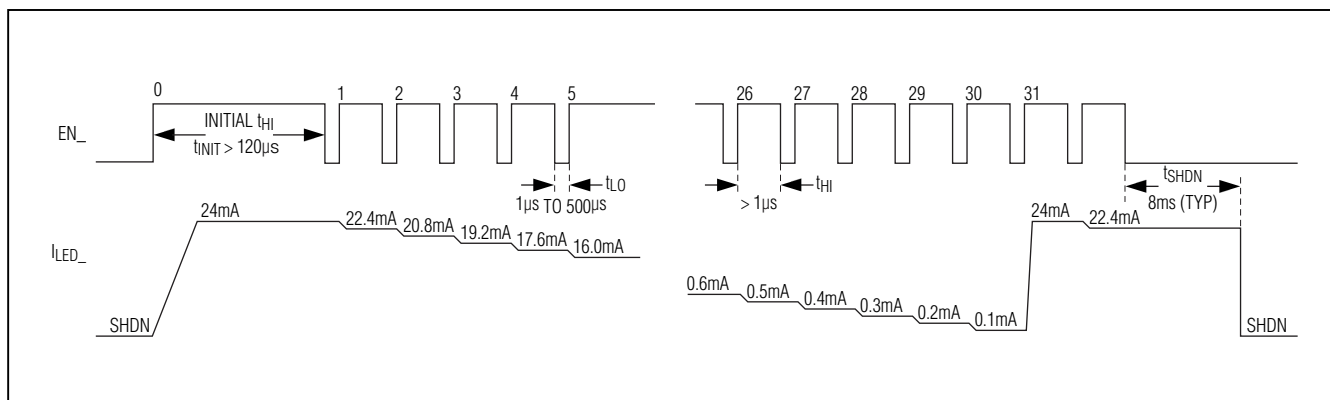 0 1 2 3 4 5 26 27 28 29 30 31
EN_
INITIAL tHI
tINIT > 120µs
tLO
1µs TO 500µs
tHI
> 1µs
tSHDN
8ms (TYP)
ILED_
24mA 22.4mA 20.8mA 19.2mA 17.6mA 16.0mA
0.6mA 0.5mA 0.4mA 0.3mA 0.2mA 0.1mA
24mA 22.4mA
SHDN
SHDN